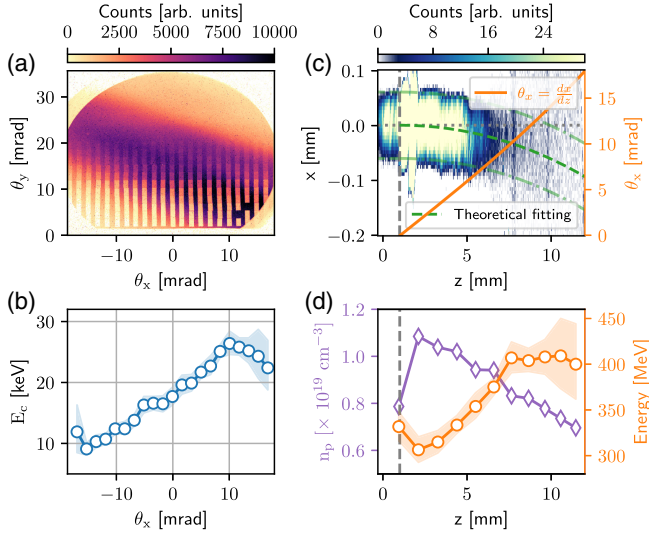 Counts [arb. units]
0 2500 5000 7500 10000
(a)
30
20
10
0
θy [mrad]
−10 0 10
θx [mrad]
Counts [arb. units]
0 8 16 24
(c)
0.1
0.0
−0.1
−0.2
x [mm]
θx = dx/dz
Theoretical fitting
15
10
5
0
θx [mrad]
0 5 10
z [mm]
(b)
30
20
10
Ec [keV]
−10 0 10
θx [mrad]
(d)
1.2
1.0
0.8
0.6
np [× 10^19 cm^−3]
450
400
350
300
Energy [MeV]
0 5 10
z [mm]